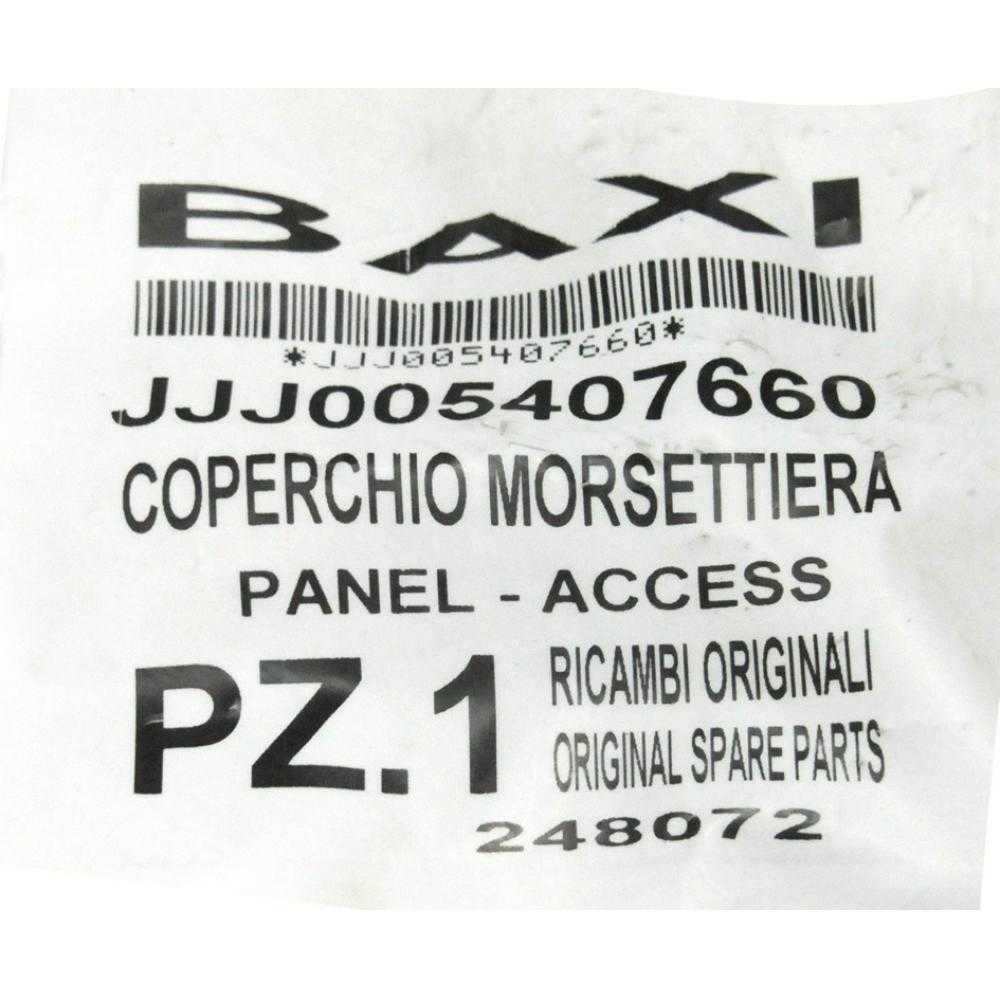 BAXI
*JJJ005407660*
JJJ005407660
COPERCHIO MORSETTIERA
PANEL - ACCESS
PZ.1
RICAMBI ORIGINALI
ORIGINAL SPARE PARTS
248072